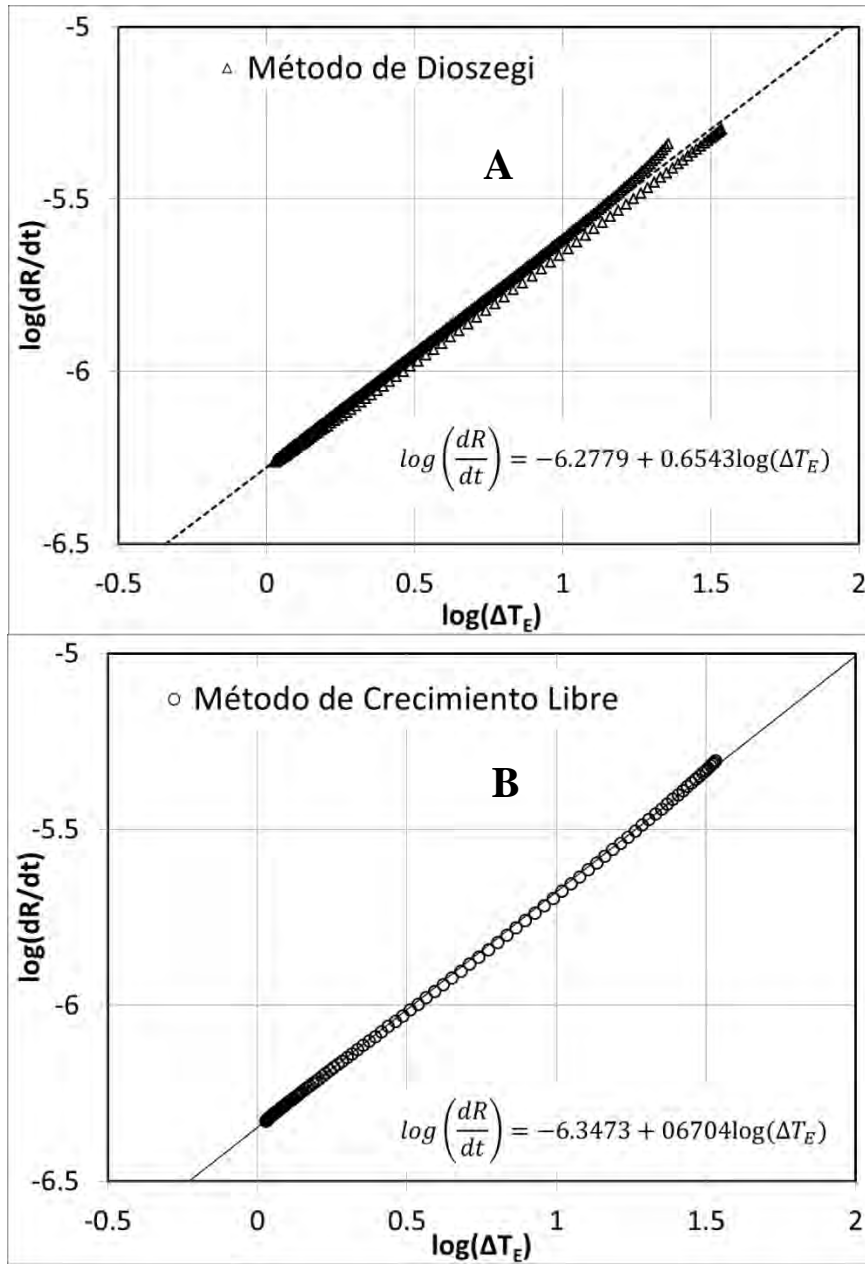 -5
△ Método de Dioszegi
A
-5.5
log(dR/dt)
-6
log(dR/dt) = −6.2779 + 0.6543log(ΔT_E)
-6.5
-0.5 0 0.5 1 1.5 2
log(ΔT_E)
-5
○ Método de Crecimiento Libre
B
-5.5
log(dR/dt)
-6
log(dR/dt) = −6.3473 + 06704log(ΔT_E)
-6.5
-0.5 0 0.5 1 1.5 2
log(ΔT_E)